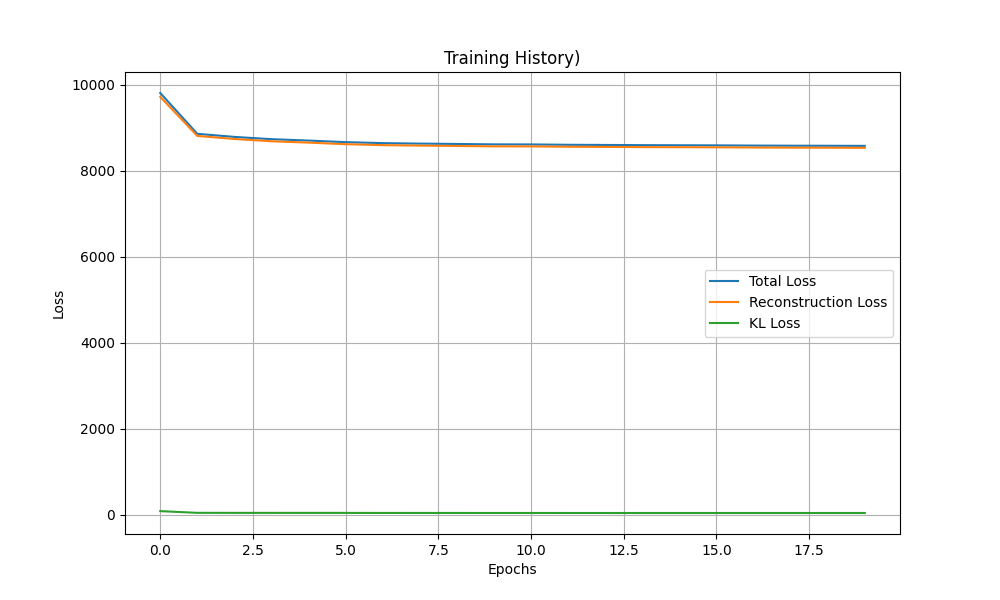 Training History)
10000
8000
6000
4000
2000
0
Loss
Total Loss
Reconstruction Loss
KL Loss
0.0 2.5 5.0 7.5 10.0 12.5 15.0 17.5
Epochs